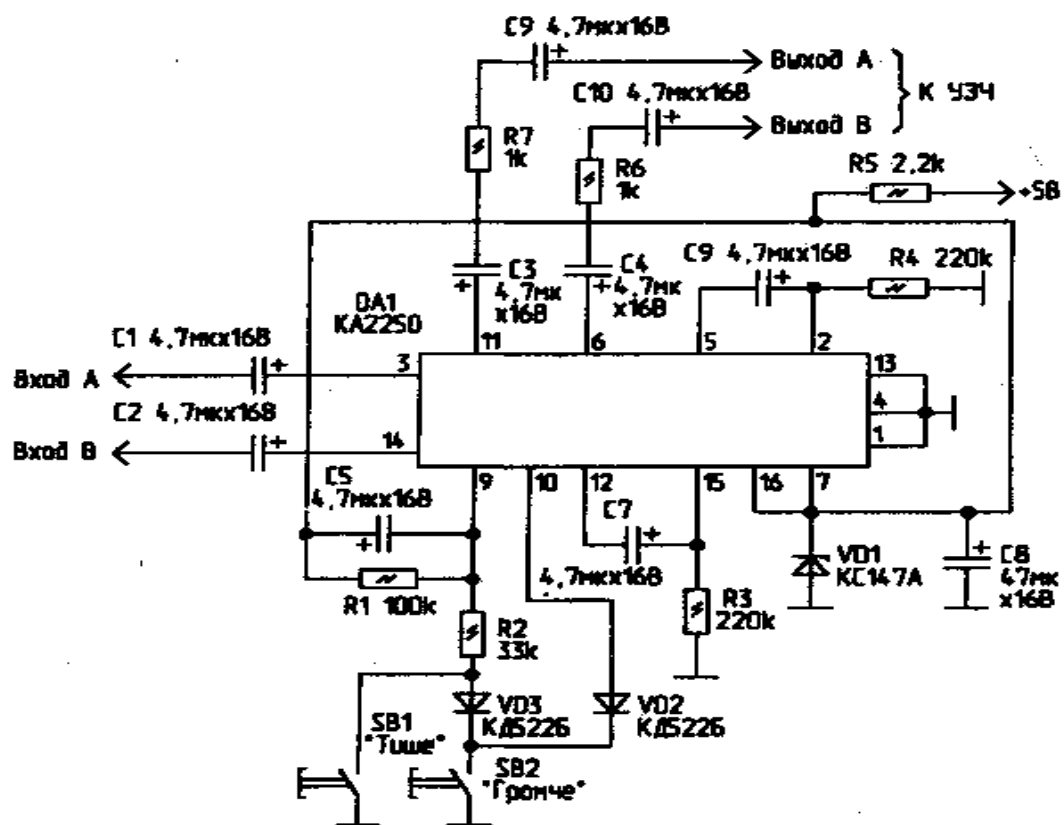 C9 4,7мкх16В
Выход А
C10 4,7мкх16В
К УЗЧ
Выход В
R7
1k
R6
1k
R5 2,2k
+5В
C9 4,7мкх16В
R4 220k
C3
4,7мк
х16В
C4
4,7мк
х16В
DA1
KA2250
C1 4,7мкх16В
11
6
5
2
Вход А
3
13
C2 4,7мкх16В
4
Вход В
14
1
C5
4,7мкх16В
9
10
12
15
16
7
C7
4,7мкх16В
VD1
КС147А
C8
47мк
х16В
R1 100k
R3
220k
R2
33k
VD3
КД522Б
VD2
КД522Б
SB1
"Тише"
SB2
"Громче"